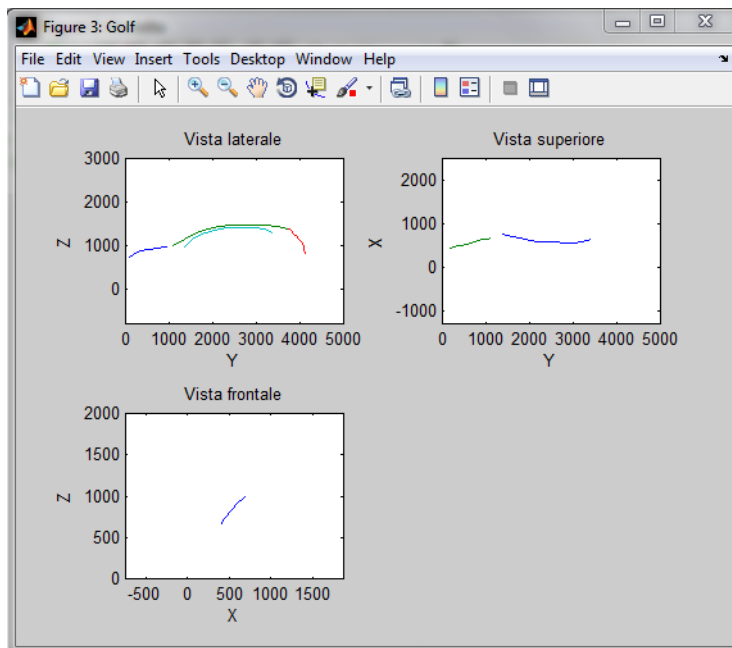 Figure 3: Golf
File Edit View Insert Tools Desktop Window Help
Vista laterale
3000
2000
1000
0
Z
0 1000 2000 3000 4000 5000
Y
Vista superiore
2000
1000
0
-1000
X
0 1000 2000 3000 4000 5000
Y
Vista frontale
2000
1500
1000
500
0
Z
-500 0 500 1000 1500
X